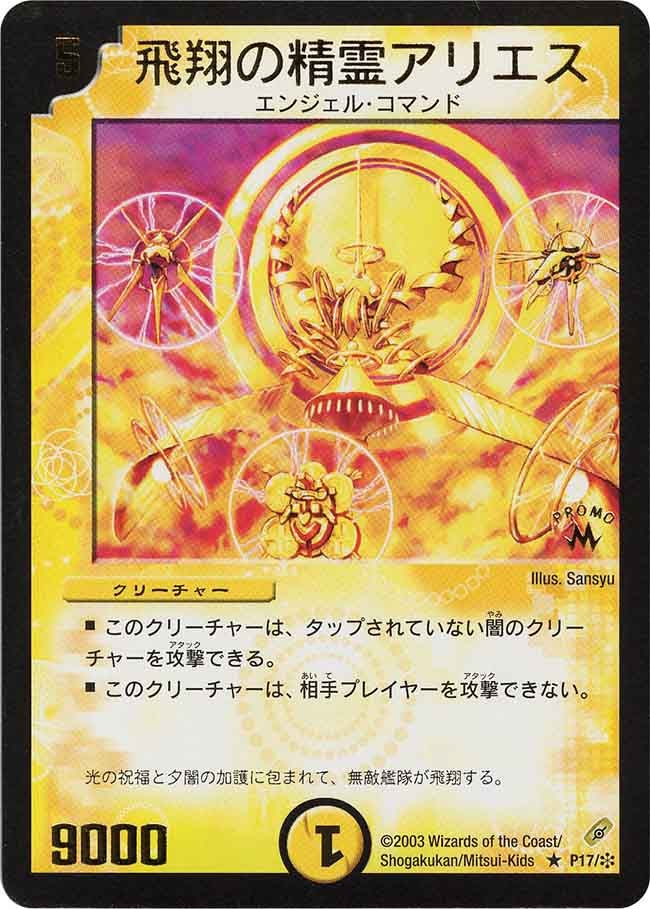 5
飛翔の精霊アリエス
エンジェル・コマンド
PROMO
Illus. Sansyu
クリーチャー
■ このクリーチャーは、タップされていない闇のクリー
チャーを攻撃できる。
■ このクリーチャーは、相手プレイヤーを攻撃できない。
光の祝福と夕闇の加護に包まれて、無敵艦隊が飛翔する。
9000
1
©2003 Wizards of the Coast/
Shogakukan/Mitsui-Kids ★ P17/✼